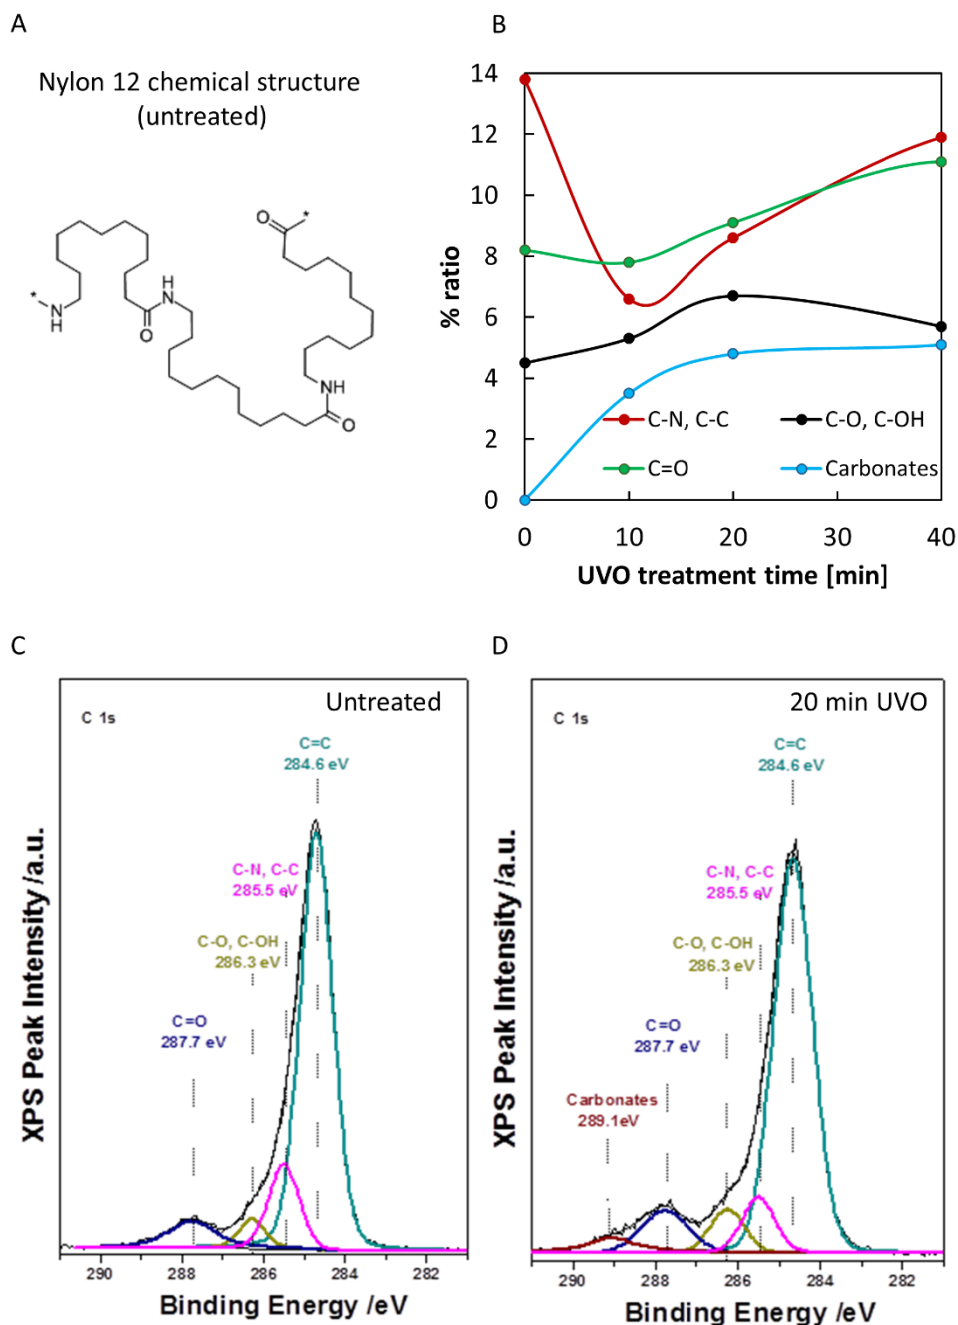 A
Nylon 12 chemical structure
(untreated)
O
*
*
N
H
H
N
O
NH
O
B
14
12
10
8
6
4
2
0
% ratio
C-N, C-C
C-O, C-OH
C=O
Carbonates
0
10
20
30
40
UVO treatment time [min]
C
Untreated
C 1s
C=C
284.6 eV
C-N, C-C
285.5 eV
C-O, C-OH
286.3 eV
C=O
287.7 eV
XPS Peak Intensity /a.u.
290
288
286
284
282
Binding Energy /eV
D
20 min UVO
C 1s
C=C
284.6 eV
C-N, C-C
285.5 eV
C-O, C-OH
286.3 eV
C=O
287.7 eV
Carbonates
289.1eV
XPS Peak Intensity /a.u.
290
288
286
284
282
Binding Energy /eV